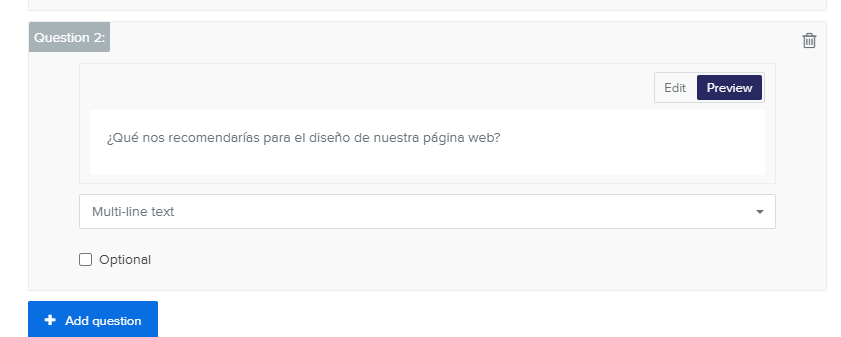 Question 2:
Edit Preview
¿Qué nos recomendarías para el diseño de nuestra página web?
Multi-line text
Optional
Add question